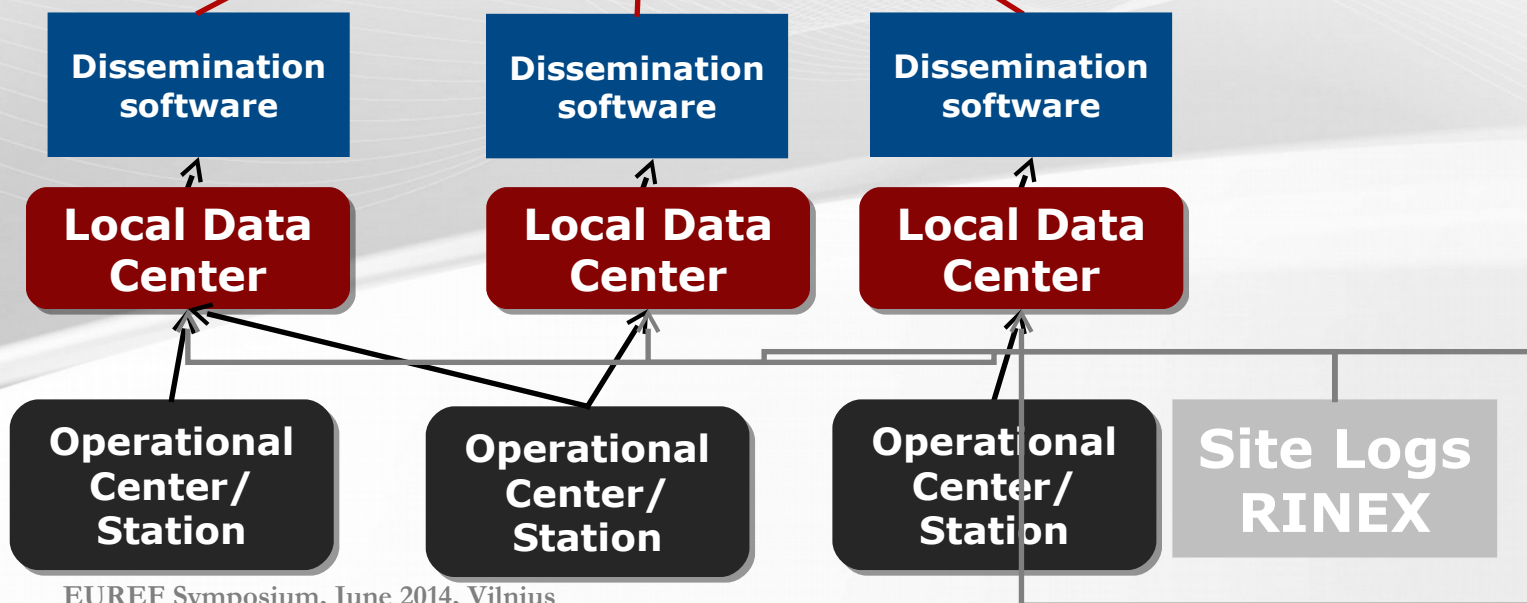 Dissemination
software
Dissemination
software
Dissemination
software
Local Data
Center
Local Data
Center
Local Data
Center
Operational
Center/
Station
Operational
Center/
Station
Operational
Center/
Station
Site Logs
RINEX
EUREF Symposium, June 2014, Vilnius